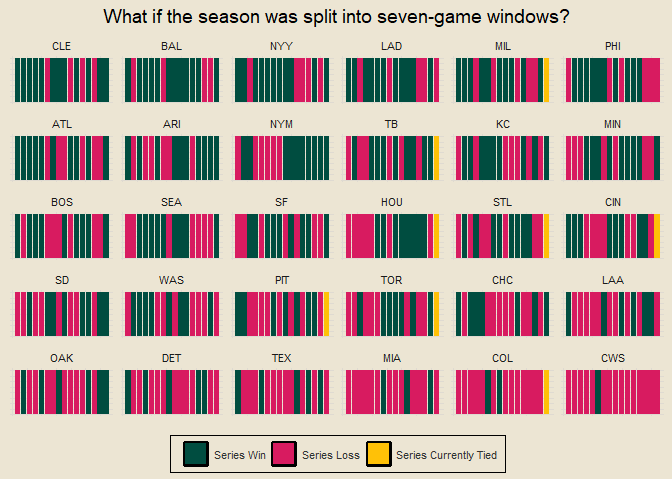 What if the season was split into seven-game windows?
CLE BAL NYY LAD MIL PHI
ATL ARI NYM TB KC MIN
BOS SEA SF HOU STL CIN
SD WAS PIT TOR CHC LAA
OAK DET TEX MIA COL CWS
Series Win Series Loss Series Currently Tied